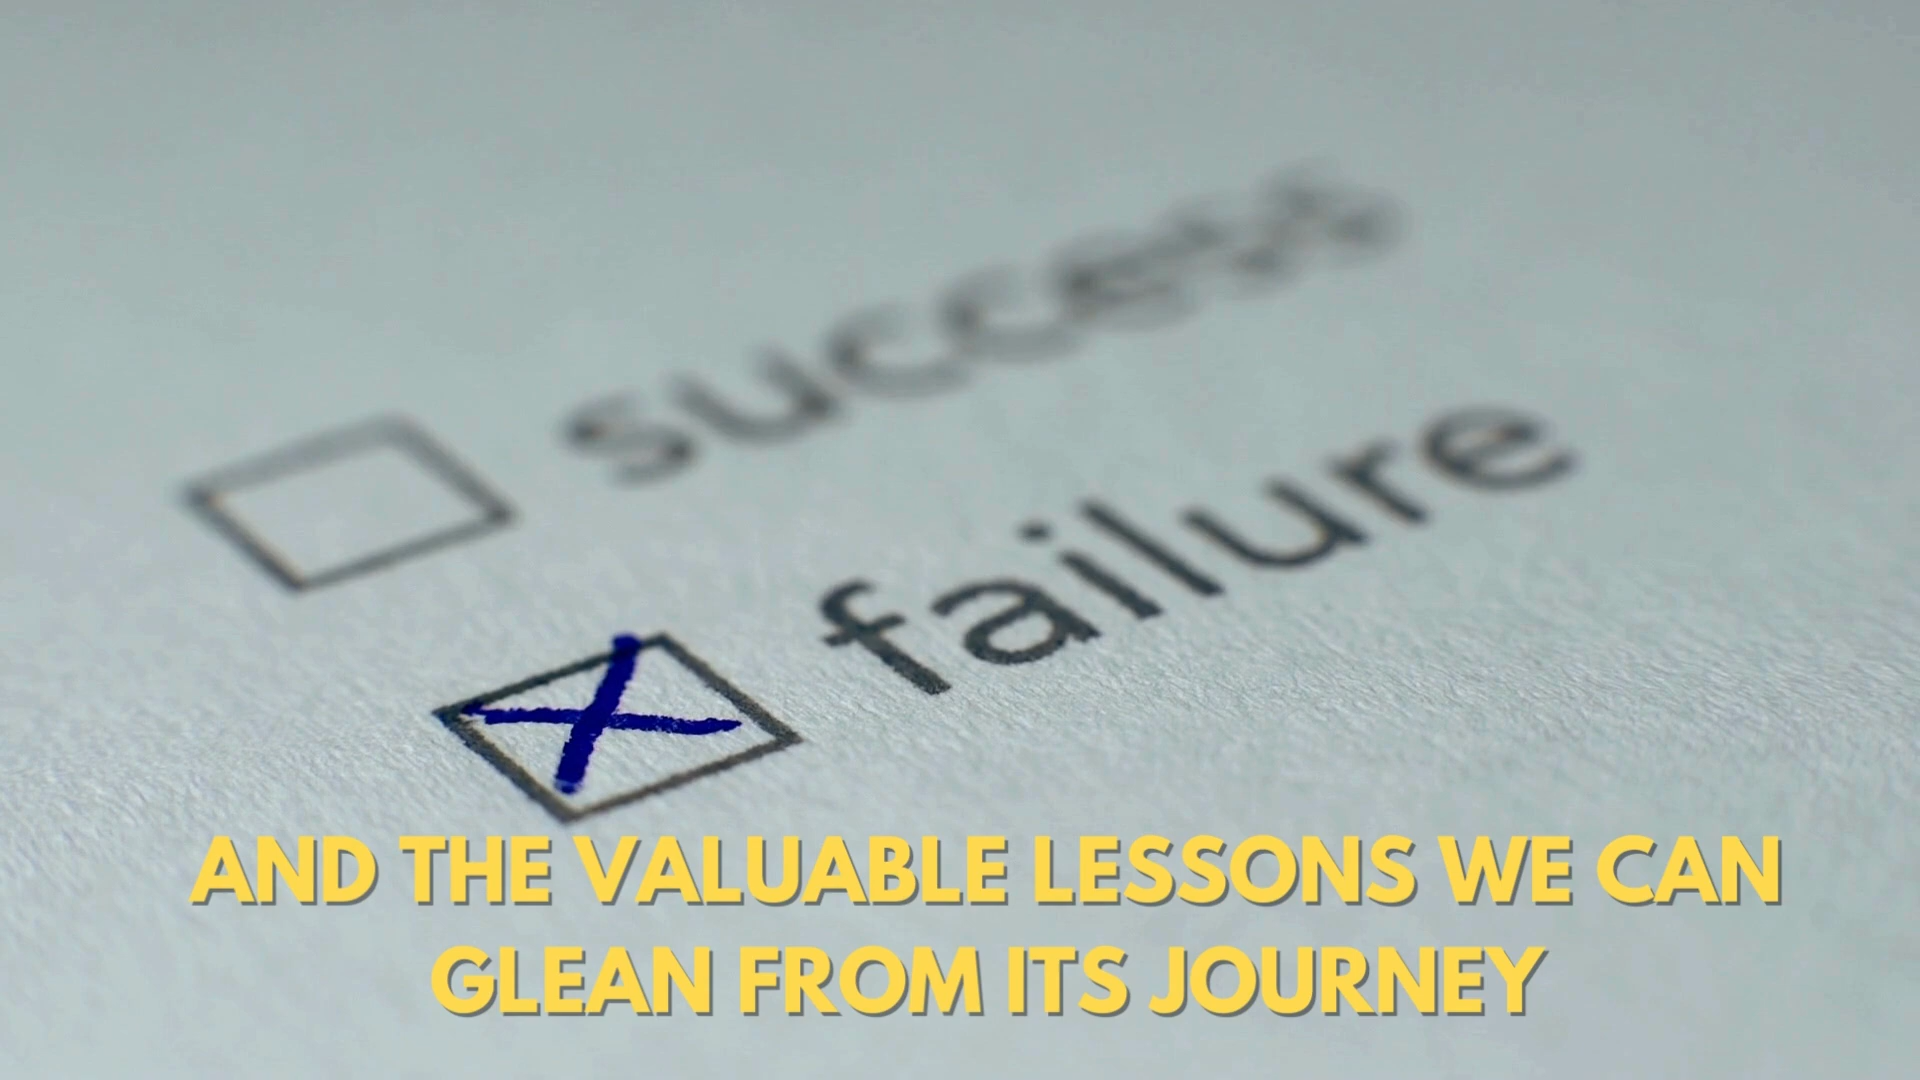 success
failure
AND THE VALUABLE LESSONS WE CAN
GLEAN FROM ITS JOURNEY